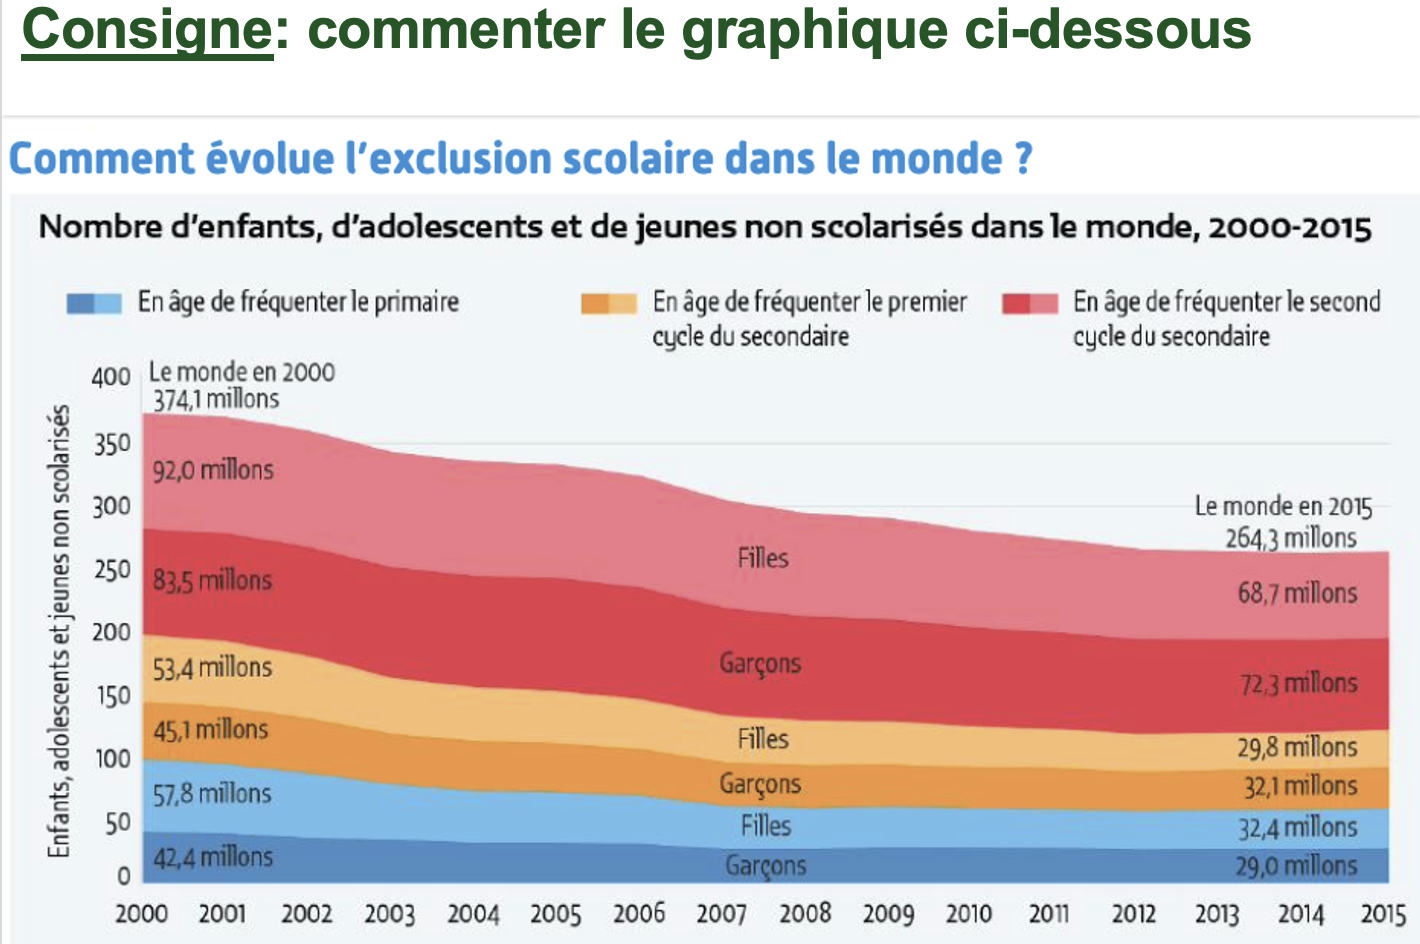 Consigne: commenter le graphique ci-dessous
Comment évolue l'exclusion scolaire dans le monde ?
Nombre d'enfants, d'adolescents et de jeunes non scolarisés dans le monde, 2000-2015
En âge de fréquenter le primaire
En âge de fréquenter le premier
cycle du secondaire
En âge de fréquenter le second
cycle du secondaire
Enfants, adolescents et jeunes non scolarisés
400
350
300
250
200
150
100
50
0
Le monde en 2000
374,1 millons
92,0 millons
83,5 millons
53,4 millons
45,1 millons
57,8 millons
42,4 millons
Filles
Garçons
Filles
Garçons
Filles
Garçons
Le monde en 2015
264,3 millons
68,7 millons
72,3 millons
29,8 millons
32,1 millons
32,4 millons
29,0 millons
2000 2001 2002 2003 2004 2005 2006 2007 2008 2009 2010 2011 2012 2013 2014 2015